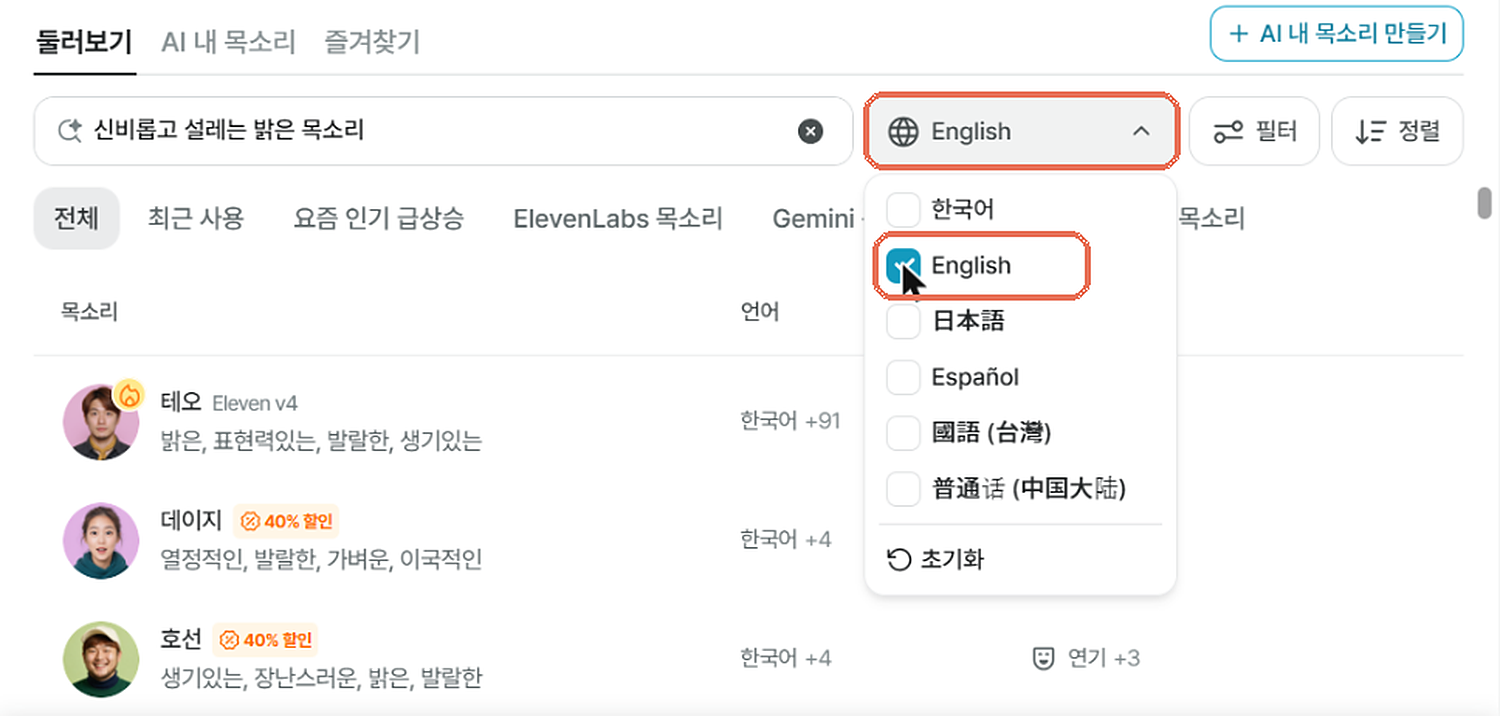 둘러보기 AI 내 목소리 즐겨찾기 + AI 내 목소리 만들기
신비롭고 설레는 밝은 목소리 English 필터 정렬
전체 최근 사용 요즘 인기 급상승 ElevenLabs 목소리 Gemini 목소리
한국어
English
日本語
Español
國語 (台灣)
普通话 (中国大陆)
초기화
목소리 언어
테오 Eleven v4
밝은, 표현력있는, 발랄한, 생기있는
한국어 +91
데이지 40% 할인
열정적인, 발랄한, 가벼운, 이국적인
한국어 +4
호선 40% 할인
생기있는, 장난스러운, 밝은, 발랄한
한국어 +4 연기 +3